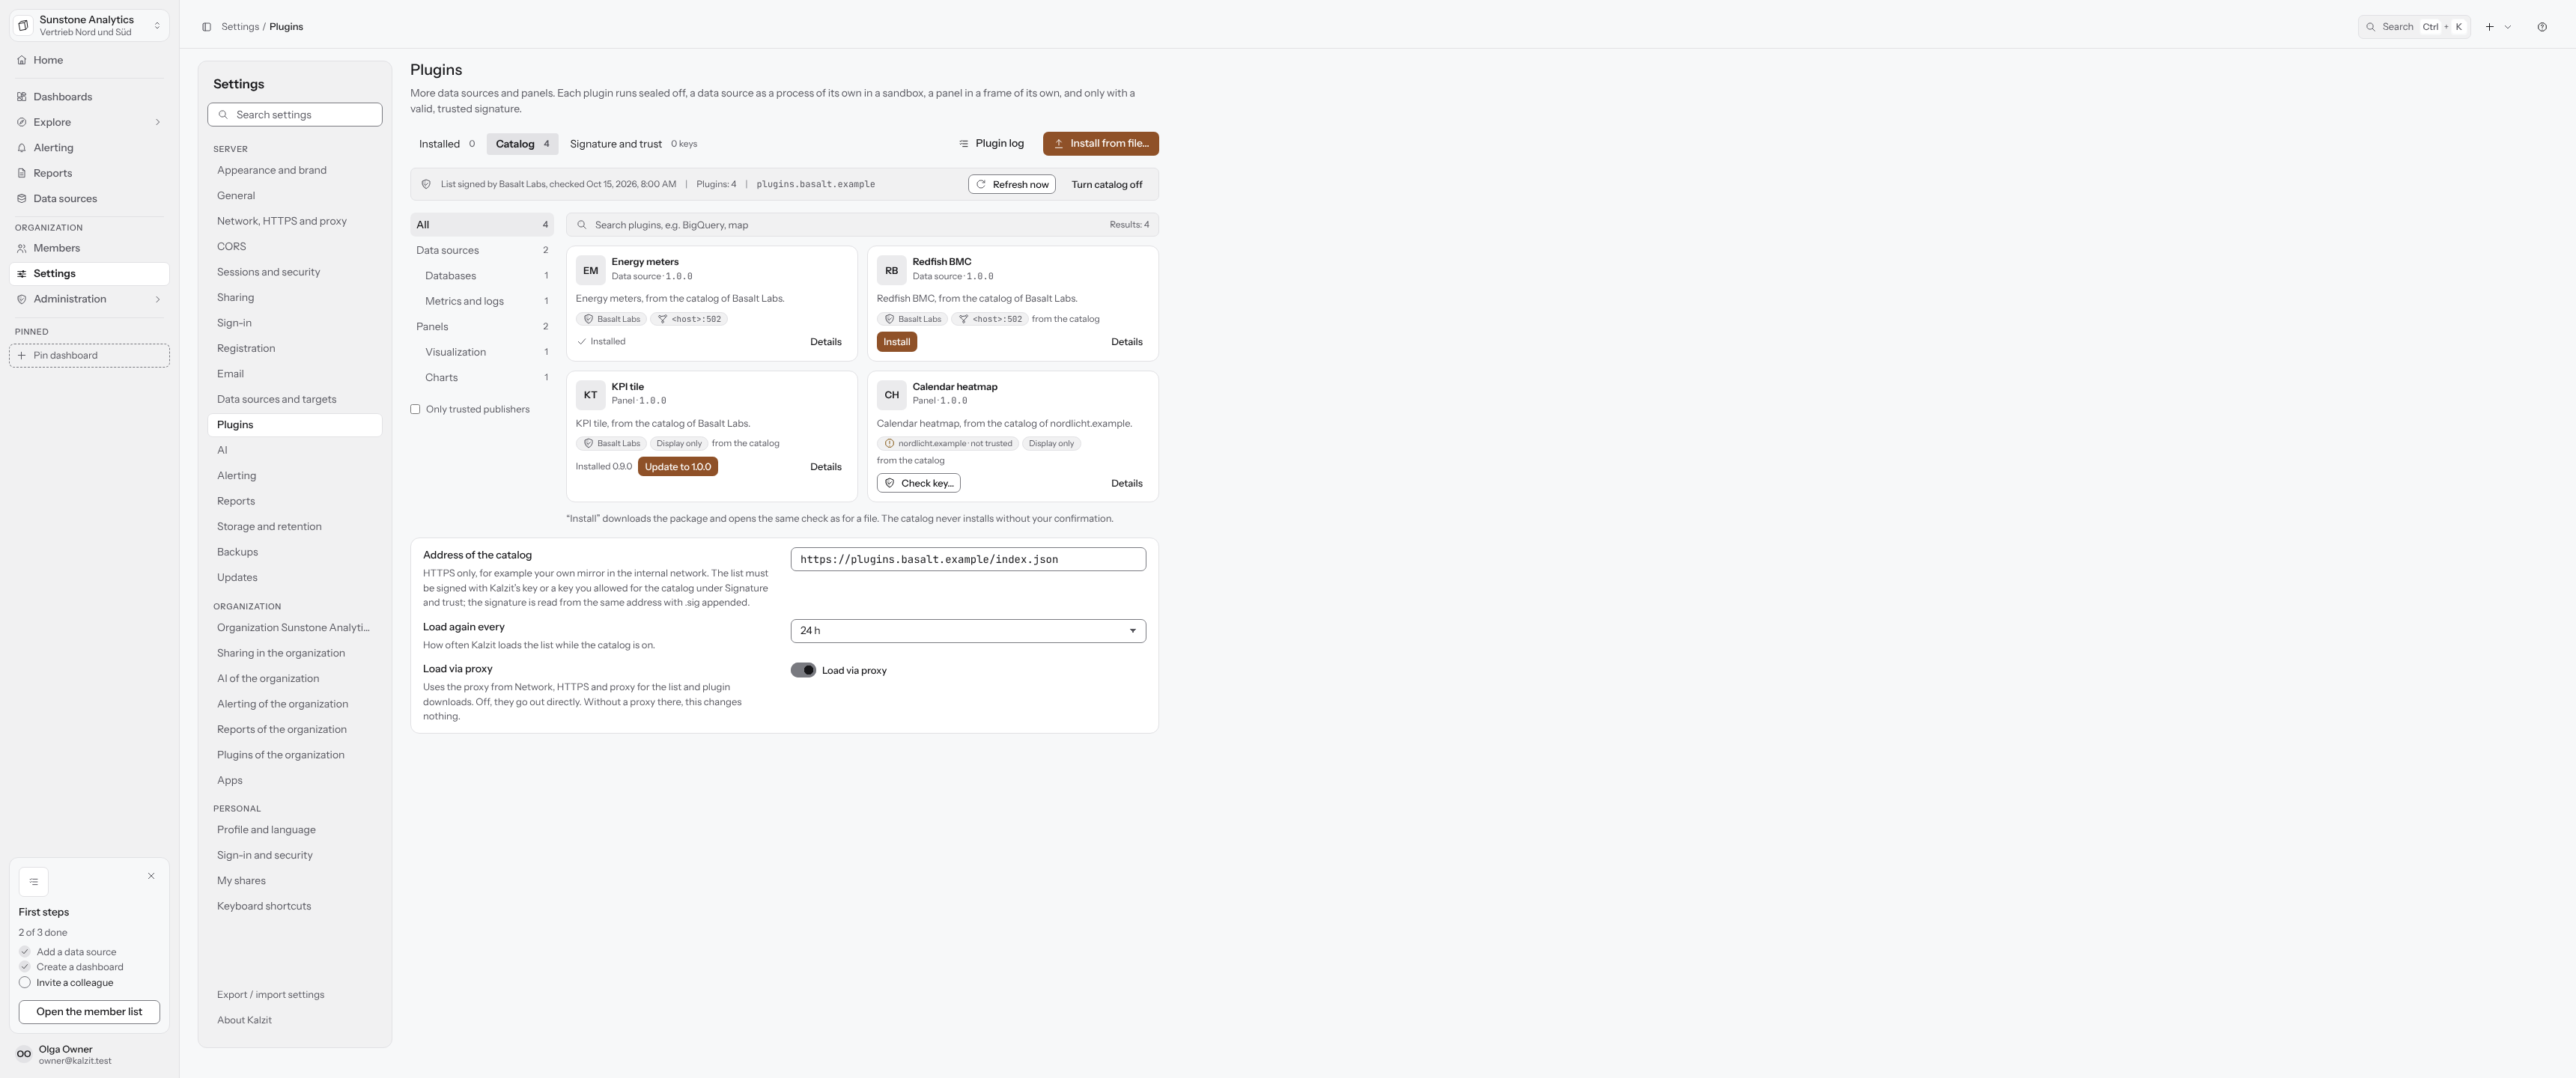 Sunstone Analytics
Vertrieb Nord und Süd
Home
Dashboards
Explore
Alerting
Reports
Data sources
ORGANIZATION
Members
Settings
Administration
PINNED
Pin dashboard
First steps
2 of 3 done
Add a data source
Create a dashboard
Invite a colleague
Open the member list
OO
Olga Owner
owner@kalzit.test
Settings / Plugins
Search Ctrl + K
Settings
Search settings
SERVER
Appearance and brand
General
Network, HTTPS and proxy
CORS
Sessions and security
Sharing
Sign-in
Registration
Email
Data sources and targets
Plugins
AI
Alerting
Reports
Storage and retention
Backups
Updates
ORGANIZATION
Organization Sunstone Analyti...
Sharing in the organization
AI of the organization
Alerting of the organization
Reports of the organization
Plugins of the organization
Apps
PERSONAL
Profile and language
Sign-in and security
My shares
Keyboard shortcuts
Export / import settings
About Kalzit
Plugins
More data sources and panels. Each plugin runs sealed off, a data source as a process of its own in a sandbox, a panel in a frame of its own, and only with a
valid, trusted signature.
Installed 0 Catalog 4 Signature and trust 0 keys
Plugin log
Install from file...
List signed by Basalt Labs, checked Oct 15, 2026, 8:00 AM | Plugins: 4 | plugins.basalt.example
Refresh now
Turn catalog off
All 4
Data sources 2
Databases 1
Metrics and logs 1
Panels 2
Visualization 1
Charts 1
Only trusted publishers
Search plugins, e.g. BigQuery, map
Results: 4
EM
Energy meters
Data source · 1.0.0
Energy meters, from the catalog of Basalt Labs.
Basalt Labs <host>:502
Installed
Details
RB
Redfish BMC
Data source · 1.0.0
Redfish BMC, from the catalog of Basalt Labs.
Basalt Labs <host>:502 from the catalog
Install
Details
KT
KPI tile
Panel · 1.0.0
KPI tile, from the catalog of Basalt Labs.
Basalt Labs Display only from the catalog
Installed 0.9.0 Update to 1.0.0
Details
CH
Calendar heatmap
Panel · 1.0.0
Calendar heatmap, from the catalog of nordlicht.example.
nordlicht.example · not trusted Display only
from the catalog
Check key...
Details
“Install” downloads the package and opens the same check as for a file. The catalog never installs without your confirmation.
Address of the catalog
HTTPS only, for example your own mirror in the internal network. The list must
be signed with Kalzit's key or a key you allowed for the catalog under Signature
and trust; the signature is read from the same address with .sig appended.
https://plugins.basalt.example/index.json
Load again every
How often Kalzit loads the list while the catalog is on.
24 h
Load via proxy
Uses the proxy from Network, HTTPS and proxy for the list and plugin
downloads. Off, they go out directly. Without a proxy there, this changes
nothing.
Load via proxy